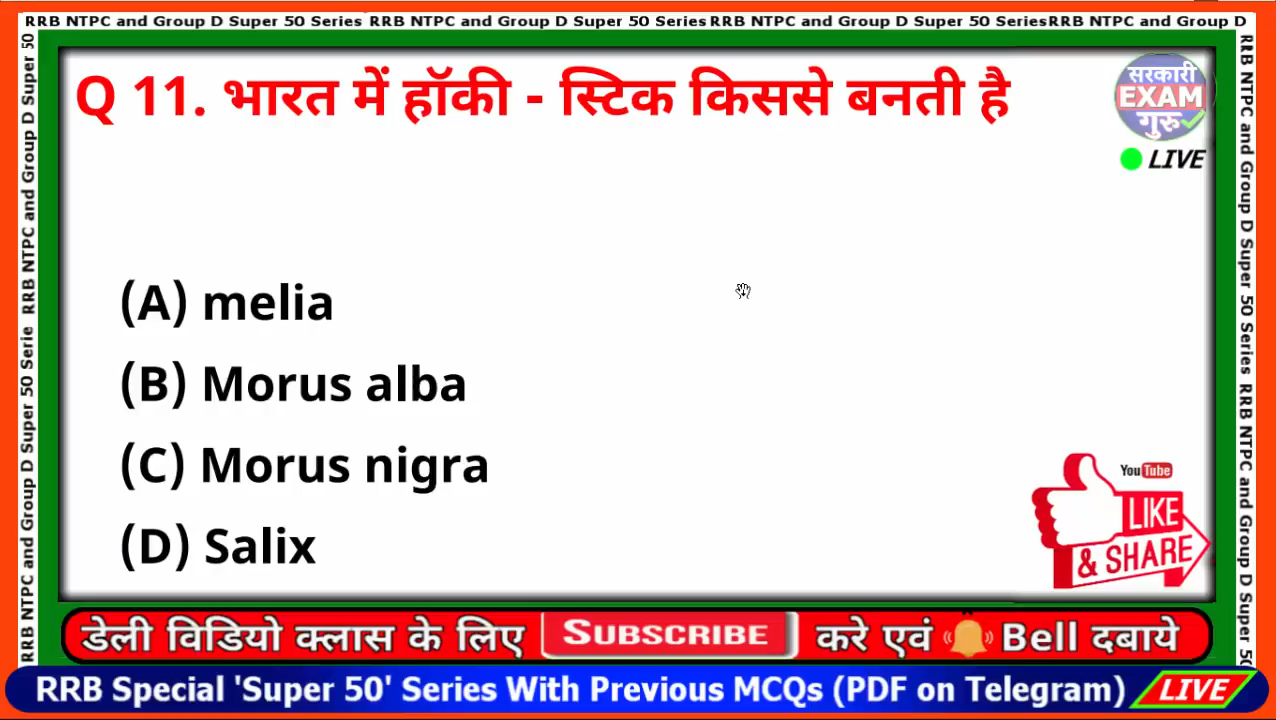 RRB NTPC and Group D Super 50 Series RRB NTPC and Group D Super 50 Series RRB NTPC and Group D Super 50 SeriesRRB NTPC and Group D
RRB NTPC and Group D Super 50 Serie RRB NTPC and Group D Super 50
Q 11. भारत में हॉकी - स्टिक किससे बनती है
सरकारी
EXAM
गुरु
LIVE
(A) melia
(B) Morus alba
(C) Morus nigra
(D) Salix
YouTube
LIKE
& SHARE
RRB NTPC and Group D Super 50 Series RRB NTPC and Group D Super 50
डेली विडियो क्लास के लिए SUBSCRIBE करे एवं Bell दबाये
RRB Special 'Super 50' Series With Previous MCQs (PDF on Telegram) LIVE